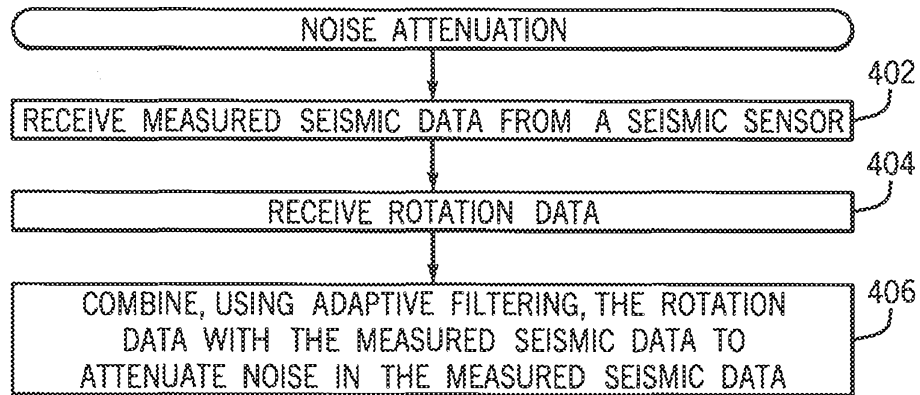 NOISE ATTENUATION
402
RECEIVE MEASURED SEISMIC DATA FROM A SEISMIC SENSOR
404
RECEIVE ROTATION DATA
406
COMBINE, USING ADAPTIVE FILTERING, THE ROTATION
DATA WITH THE MEASURED SEISMIC DATA TO
ATTENUATE NOISE IN THE MEASURED SEISMIC DATA